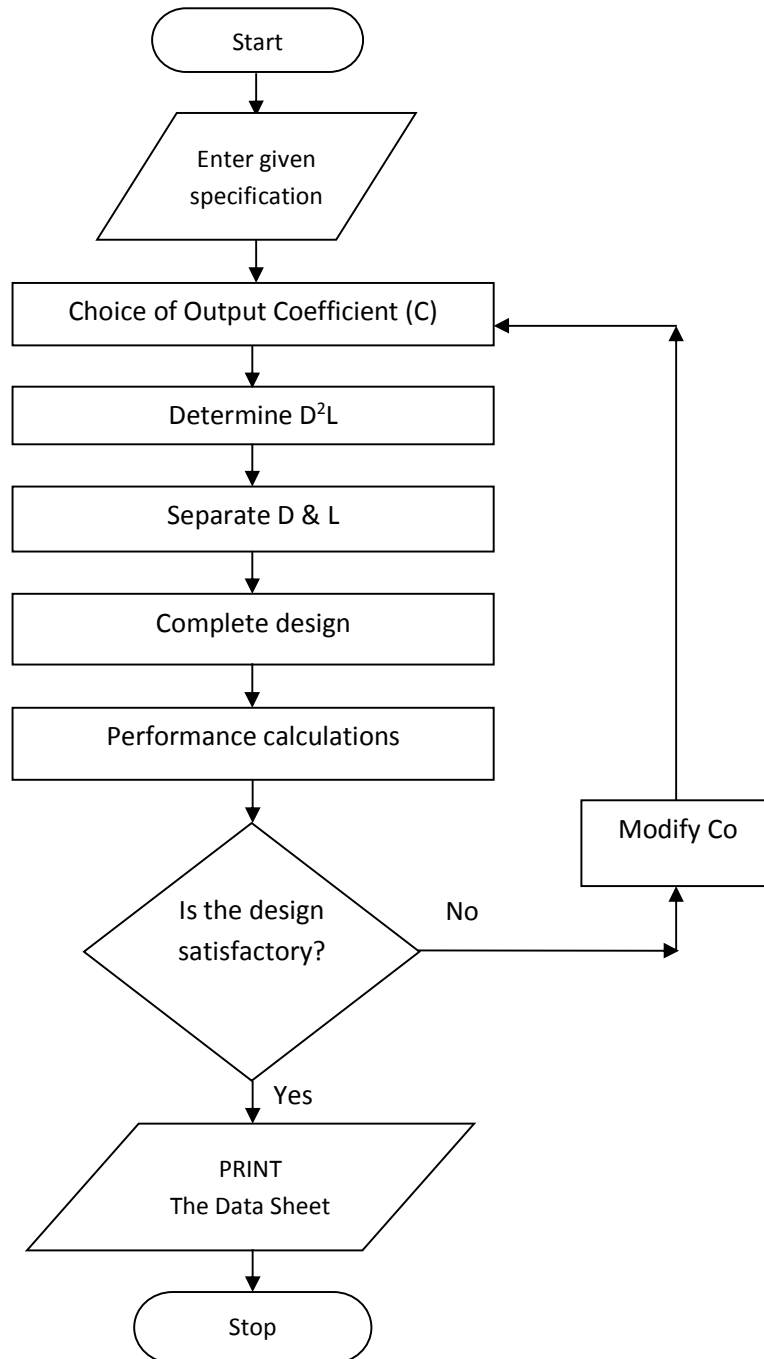 Start
Enter given
specification
Choice of Output Coefficient (C)
Determine D²L
Separate D & L
Complete design
Performance calculations
Modify Co
Is the design
satisfactory?
No
Yes
PRINT
The Data Sheet
Stop